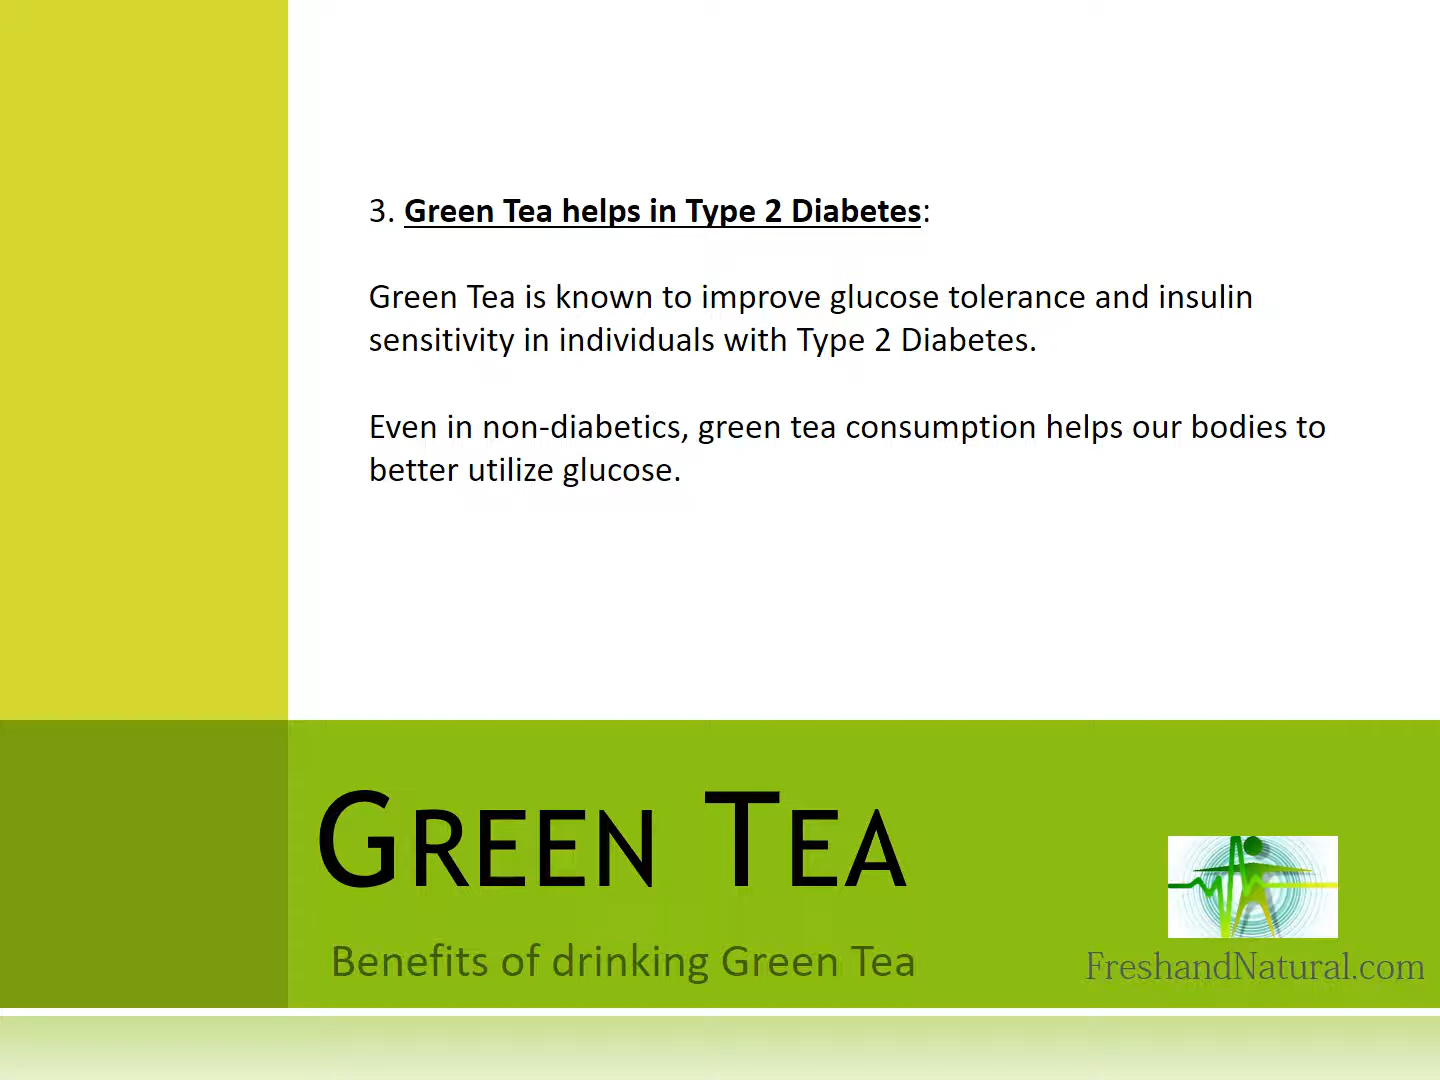 3. Green Tea helps in Type 2 Diabetes:
Green Tea is known to improve glucose tolerance and insulin
sensitivity in individuals with Type 2 Diabetes.
Even in non-diabetics, green tea consumption helps our bodies to
better utilize glucose.
GREEN TEA
Benefits of drinking Green Tea
FreshandNatural.com